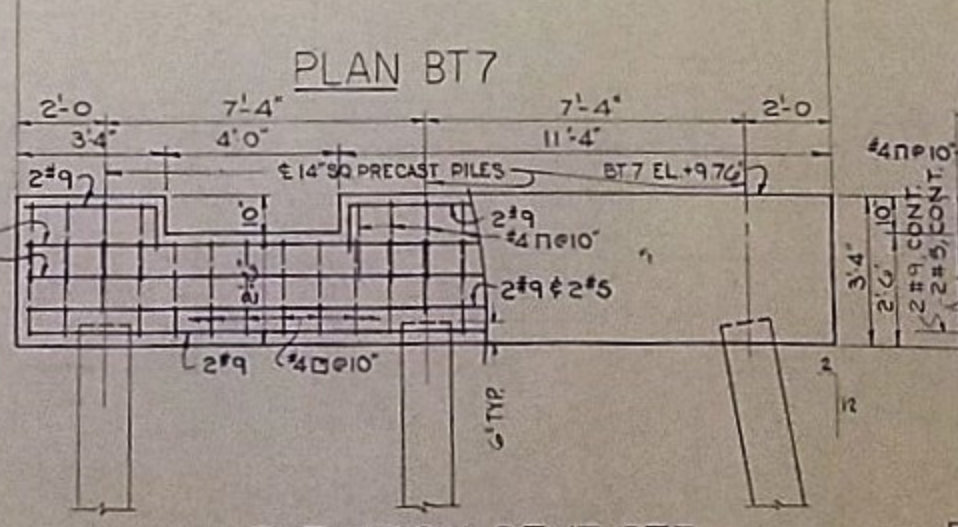 PLAN BT7
2'-0 7'-4" 7'-4" 2'-0
3'4" 4'0" 11'-4"
℄ 14" SQ PRECAST PILES BT 7 EL.+9.76'
#4 ⊓@10"
2#9
2#9
#4 ⊓@10"
2#9 & 2#5
2#9 #4 □@10"
6" TYP.
3'4"
2'6" 10"
2#9, CONT.
2#5, CONT.
2
12